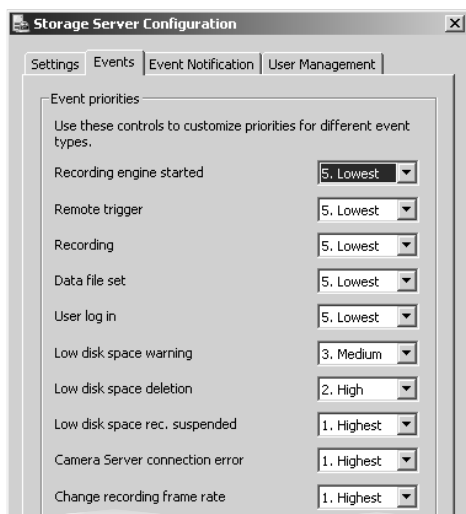 Storage Server Configuration
Settings Events Event Notification User Management
Event priorities
Use these controls to customize priorities for different event
types.
Recording engine started 5. Lowest
Remote trigger 5. Lowest
Recording 5. Lowest
Data file set 5. Lowest
User log in 5. Lowest
Low disk space warning 3. Medium
Low disk space deletion 2. High
Low disk space rec. suspended 1. Highest
Camera Server connection error 1. Highest
Change recording frame rate 1. Highest